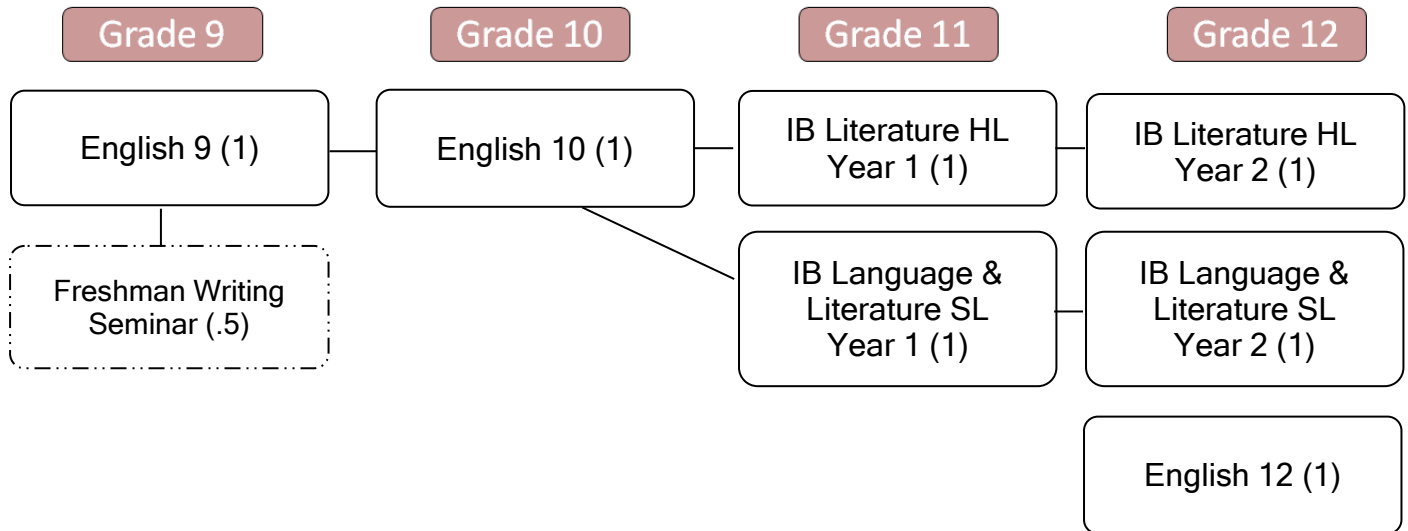 Grade 9
Grade 10
Grade 11
Grade 12
English 9 (1)
English 10 (1)
IB Literature HL
Year 1 (1)
IB Literature HL
Year 2 (1)
Freshman Writing
Seminar (.5)
IB Language &
Literature SL
Year 1 (1)
IB Language &
Literature SL
Year 2 (1)
English 12 (1)